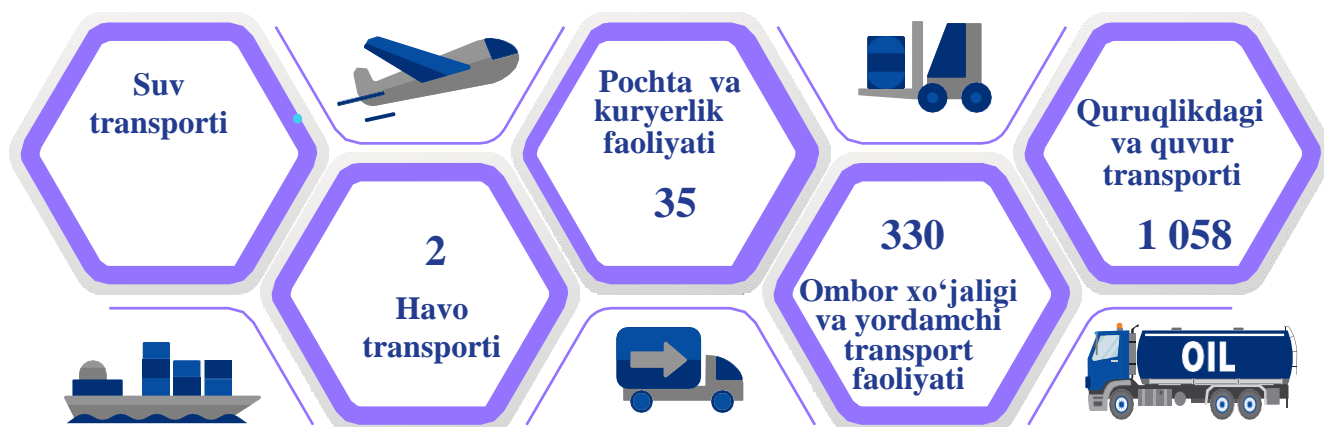 Suv
transporti
2
Havo
transporti
Pochta va
kuryerlik
faoliyati
35
330
Ombor xo‘jaligi
va yordamchi
transport
faoliyati
Quruqlikdagi
va quvur
transporti
1 058
OIL